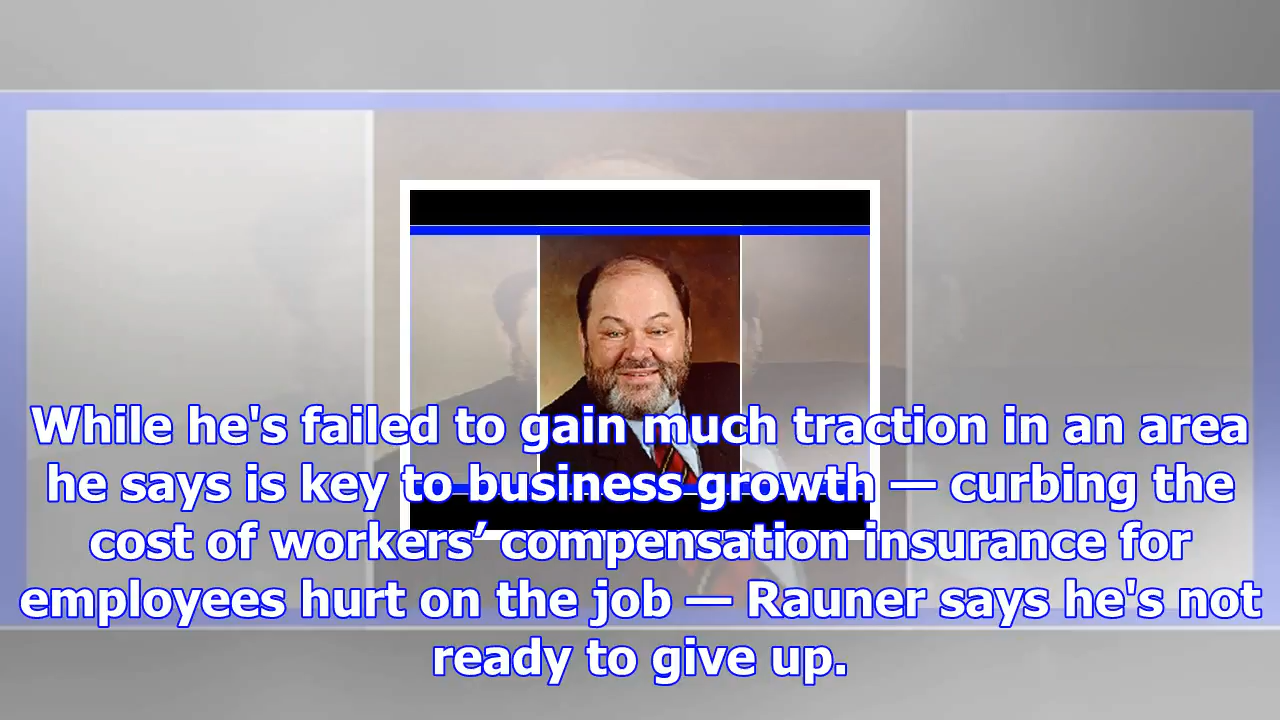 While he's failed to gain much traction in an area
he says is key to business growth — curbing the
cost of workers’ compensation insurance for
employees hurt on the job — Rauner says he's not
ready to give up.